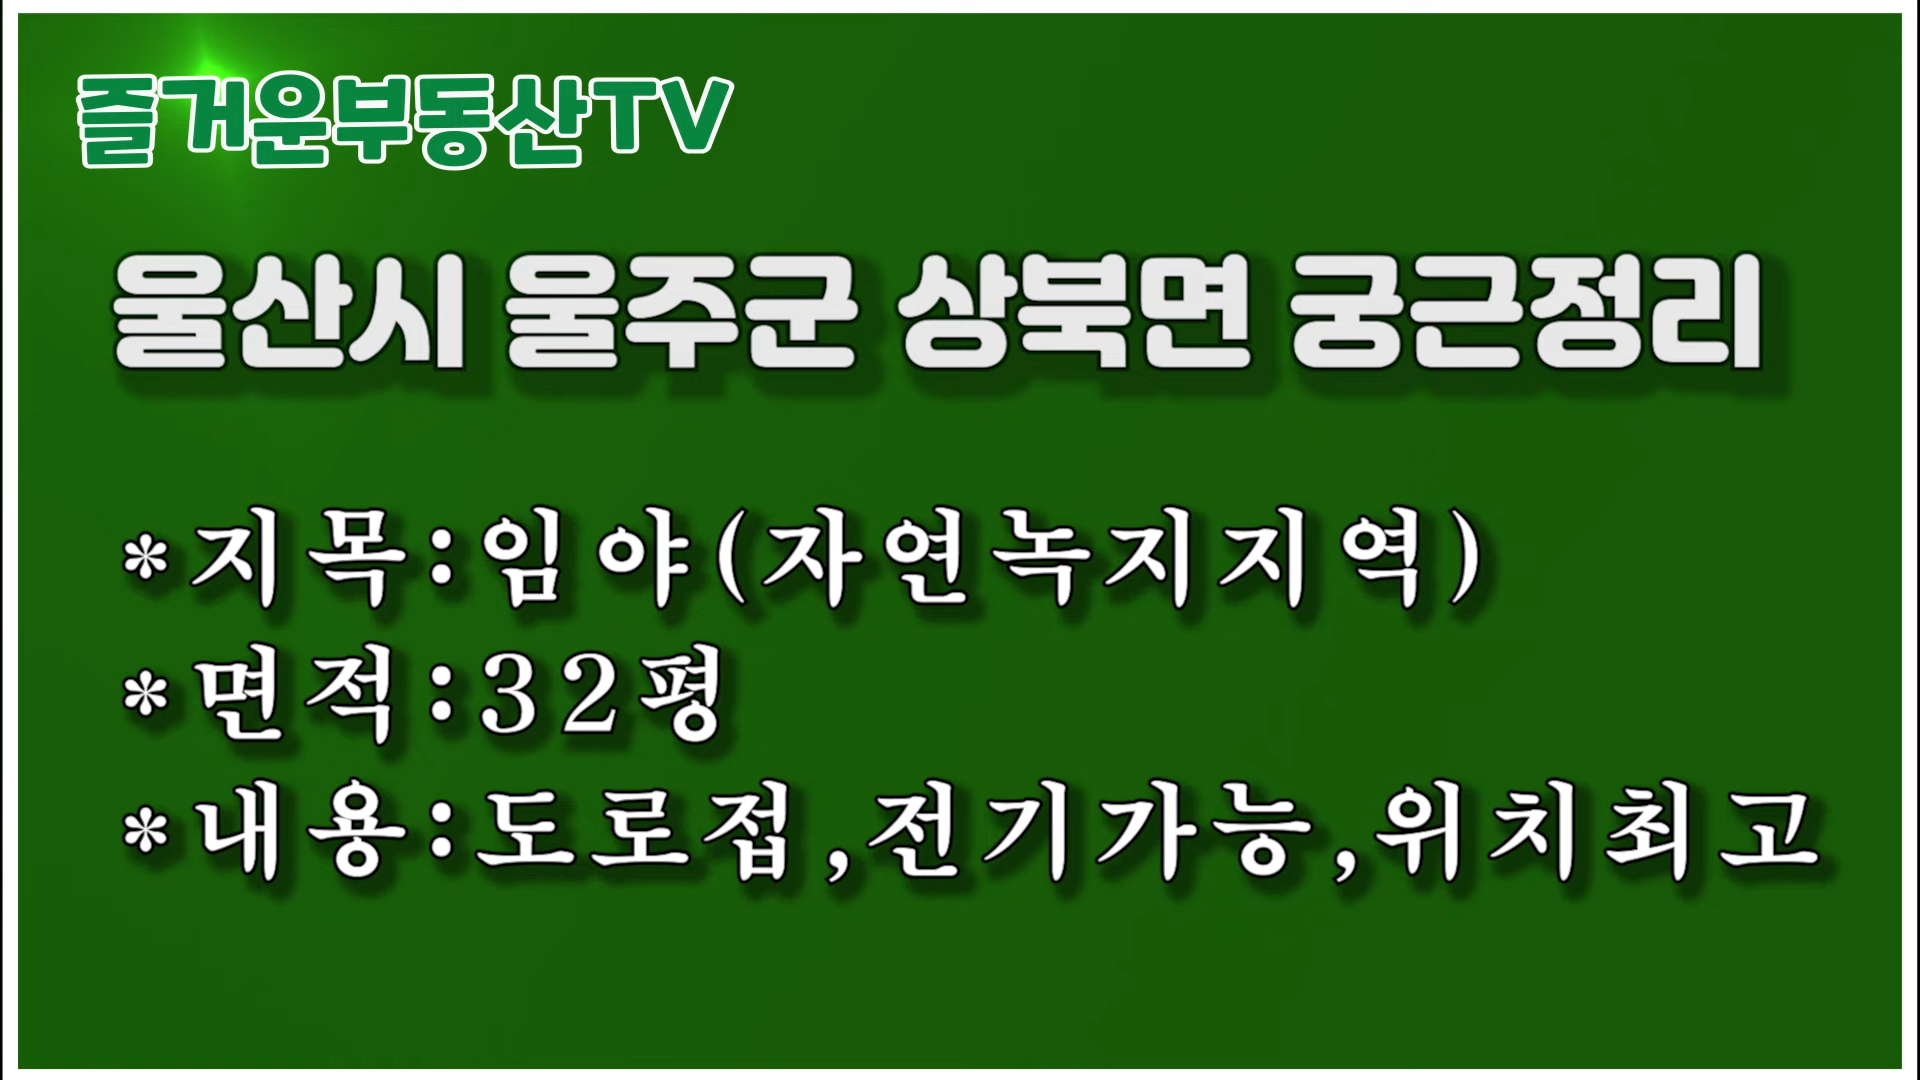 즐거운부동산TV
울산시 울주군 상북면 궁근정리
*지목:임야(자연녹지지역)
*면적:32평
*내용:도로접,전기가능,위치최고